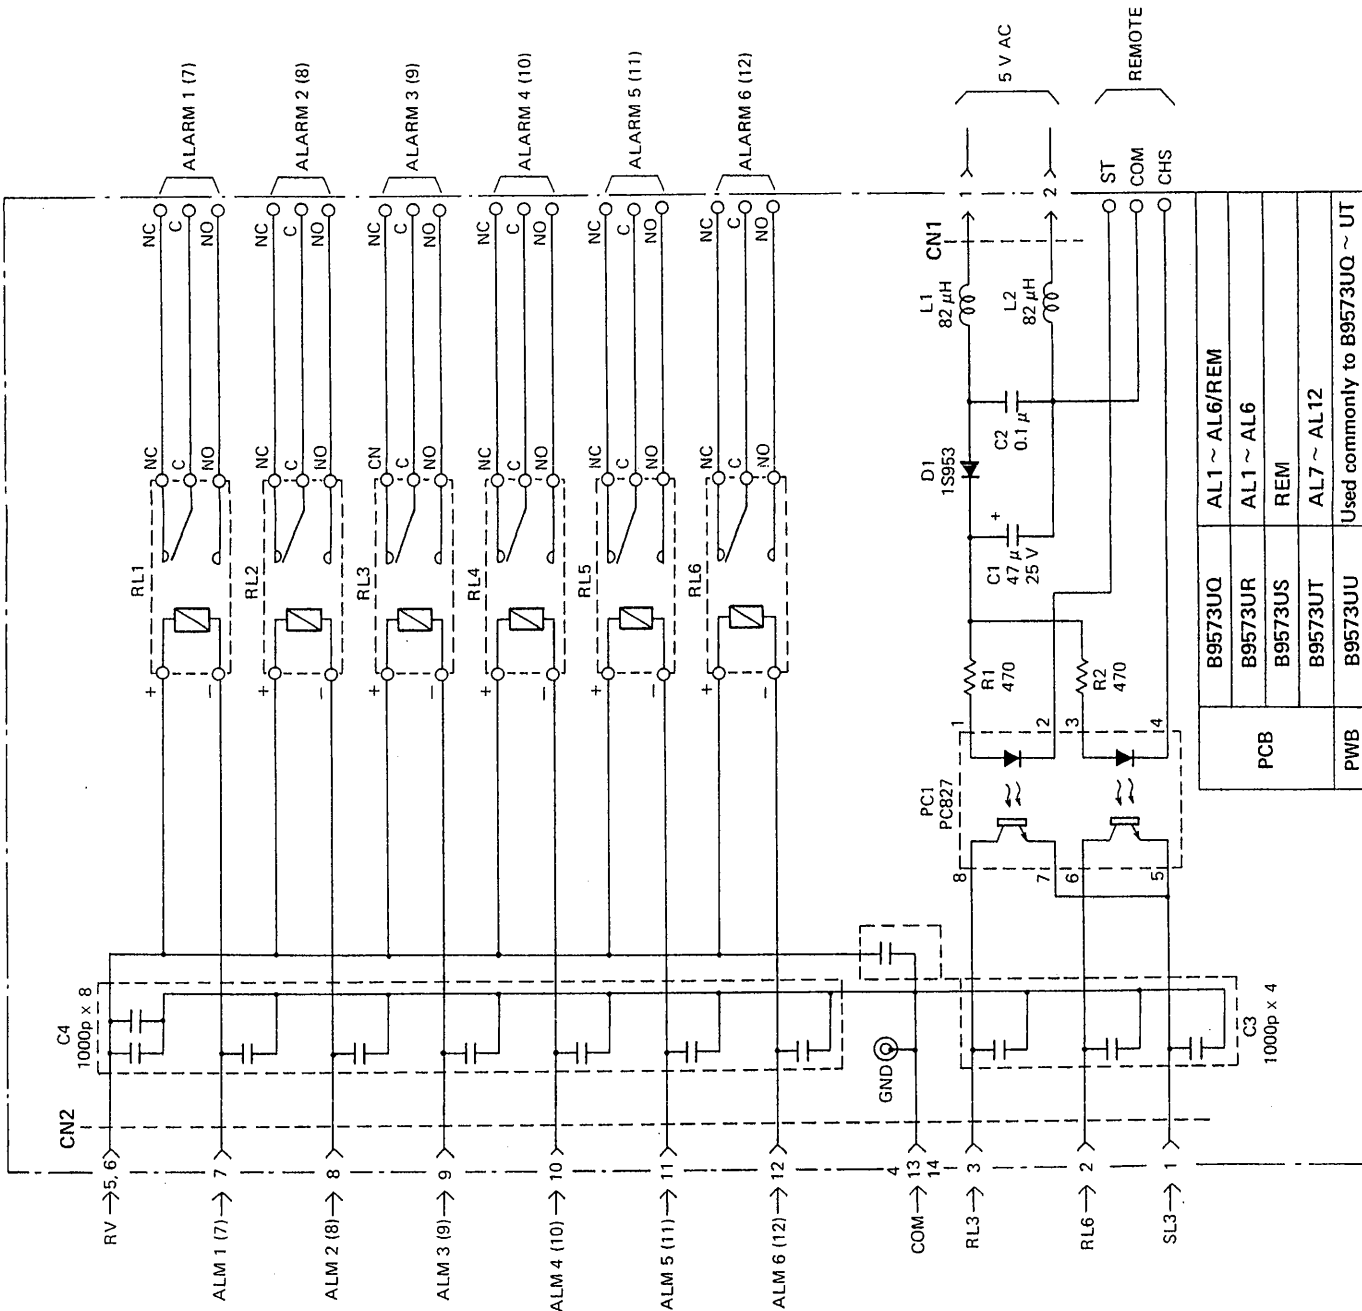 ALARM 1 (7)
ALARM 2 (8)
ALARM 3 (9)
ALARM 4 (10)
ALARM 5 (11)
ALARM 6 (12)
5 V AC
REMOTE
NC
C
NO
NC
C
NO
NC
C
NO
NC
C
NO
NC
C
NO
NC
C
NO
1
2
ST
COM
CHS
CN1
L1
82 μH
L2
82 μH
NC
C
NO
NC
C
NO
CN
C
NO
NC
C
NO
NC
C
NO
NC
C
NO
RL1
RL2
RL3
RL4
RL5
RL6
+
−
+
−
+
−
+
−
+
−
+
−
C2
0.1 μ
D1
1S953
C1
47 μ
25 V
+
R1
470
R2
470
1
2
3
4
PC1
PC827
8
7
6
5
C4
1000p x 8
C3
1000p x 4
GND
CN2
RV 5, 6
ALM 1 (7) 7
ALM 2 (8) 8
ALM 3 (9) 9
ALM 4 (10) 10
ALM 5 (11) 11
ALM 6 (12) 12
4
COM 13
14
RL3 3
RL6 2
SL3 1
PCB
B9573UQ AL1 ~ AL6/REM
B9573UR AL1 ~ AL6
B9573US REM
B9573UT AL7 ~ AL12
PWB B9573UU Used commonly to B9573UQ ~ UT